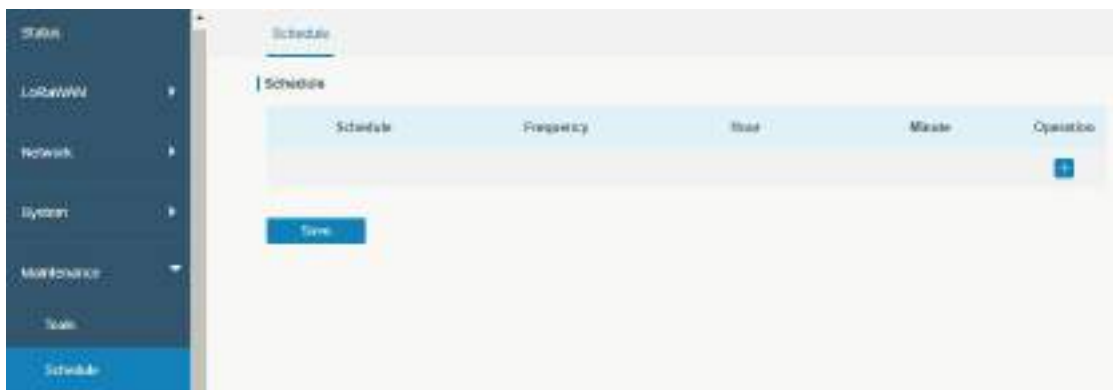 Status
LoRaWAN
Network
System
Maintenance
Tools
Schedule
Schedule
Schedule
Schedule Frequency Hour Minute Operation
+
Save